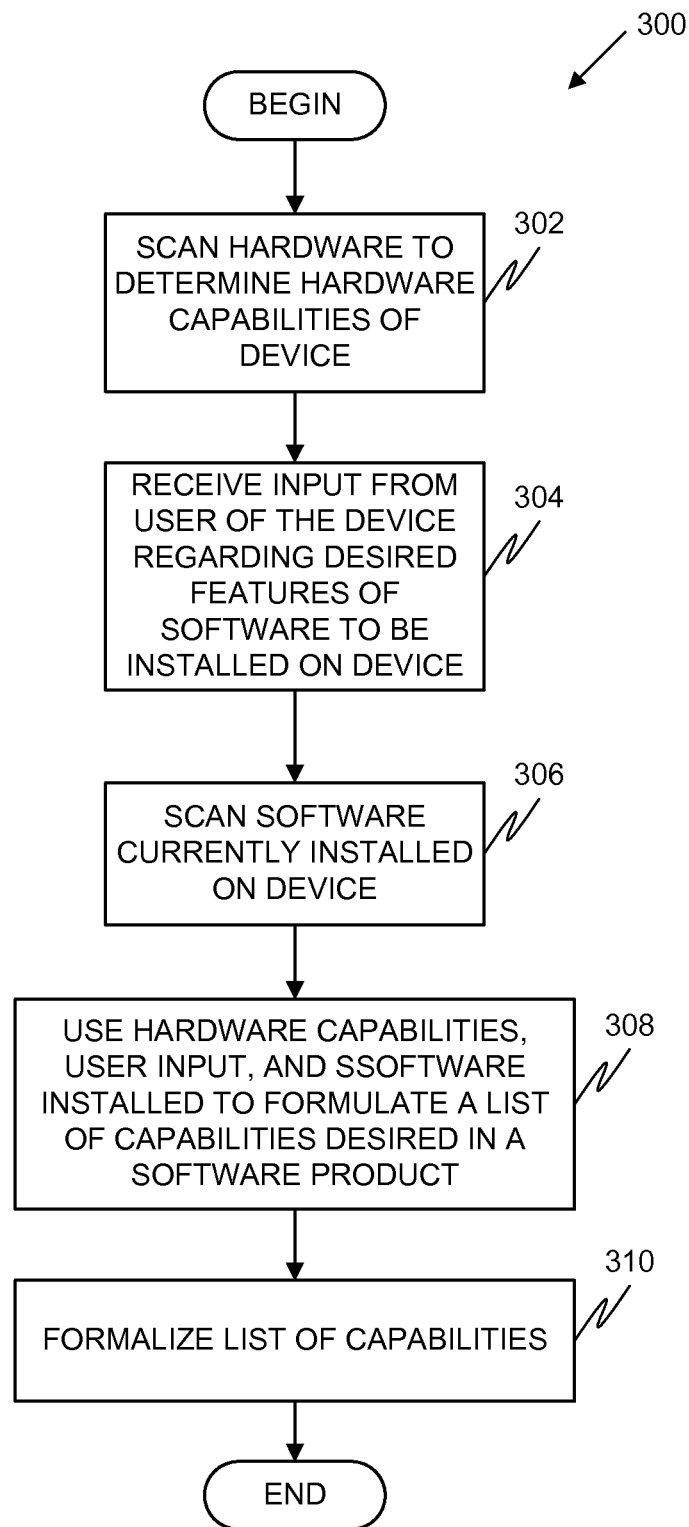 300
BEGIN
302
SCAN HARDWARE TO
DETERMINE HARDWARE
CAPABILITIES OF
DEVICE
304
RECEIVE INPUT FROM
USER OF THE DEVICE
REGARDING DESIRED
FEATURES OF
SOFTWARE TO BE
INSTALLED ON DEVICE
306
SCAN SOFTWARE
CURRENTLY INSTALLED
ON DEVICE
308
USE HARDWARE CAPABILITIES,
USER INPUT, AND SSOFTWARE
INSTALLED TO FORMULATE A LIST
OF CAPABILITIES DESIRED IN A
SOFTWARE PRODUCT
310
FORMALIZE LIST OF CAPABILITIES
END